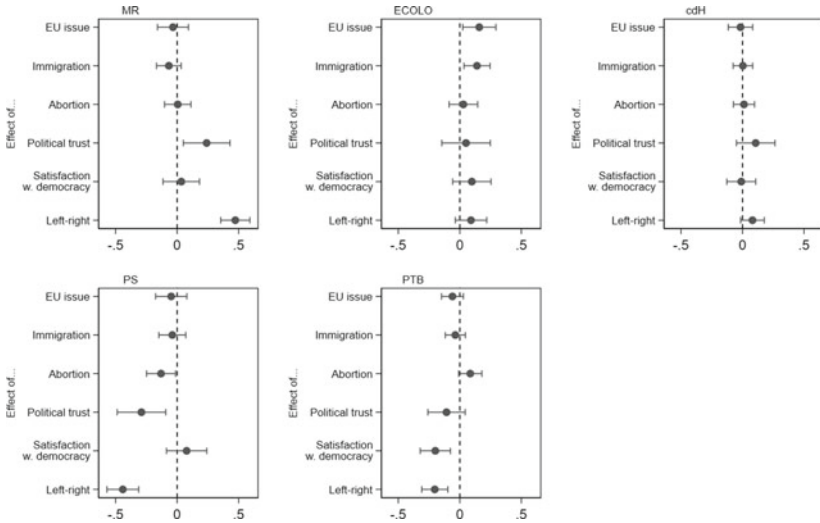 MR
Effect of...
EU issue
Immigration
Abortion
Political trust
Satisfaction
w. democracy
Left-right
-.5 0 .5
ECOLO
Effect of...
EU issue
Immigration
Abortion
Political trust
Satisfaction
w. democracy
Left-right
-.5 0 .5
cdH
Effect of...
EU issue
Immigration
Abortion
Political trust
Satisfaction
w. democracy
Left-right
-.5 0 .5
PS
Effect of...
EU issue
Immigration
Abortion
Political trust
Satisfaction
w. democracy
Left-right
-.5 0 .5
PTB
Effect of...
EU issue
Immigration
Abortion
Political trust
Satisfaction
w. democracy
Left-right
-.5 0 .5